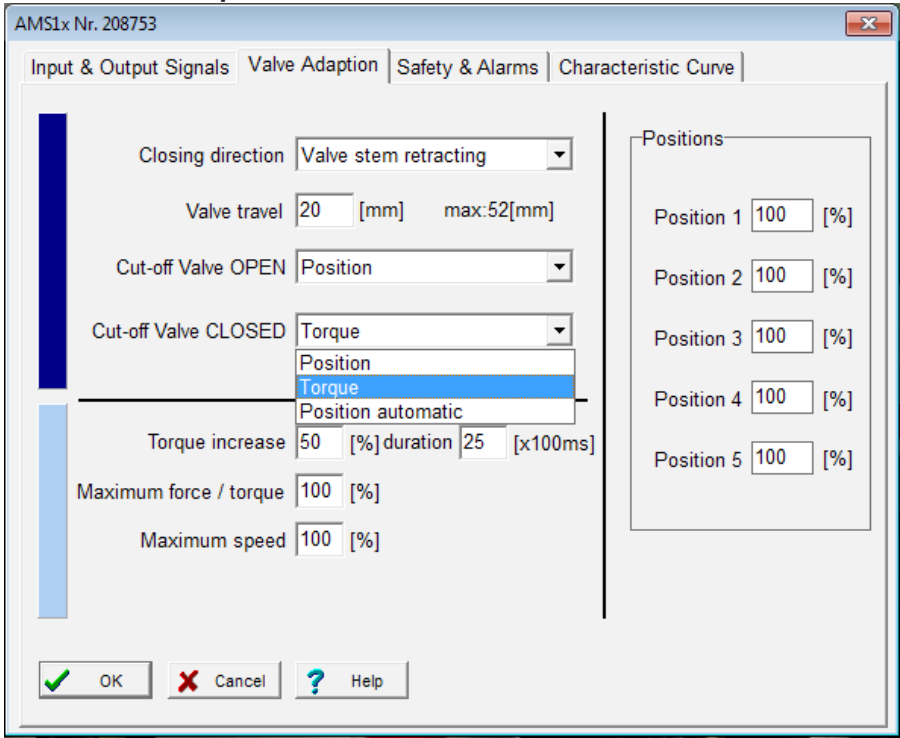 AMS1x Nr. 208753
Input & Output Signals Valve Adaption Safety & Alarms Characteristic Curve
Closing direction Valve stem retracting
Valve travel 20 [mm] max:52[mm]
Cut-off Valve OPEN Position
Cut-off Valve CLOSED Torque
Position
Torque
Position automatic
Torque increase 50 [%] duration 25 [x100ms]
Maximum force / torque 100 [%]
Maximum speed 100 [%]
Positions
Position 1 100 [%]
Position 2 100 [%]
Position 3 100 [%]
Position 4 100 [%]
Position 5 100 [%]
OK Cancel Help